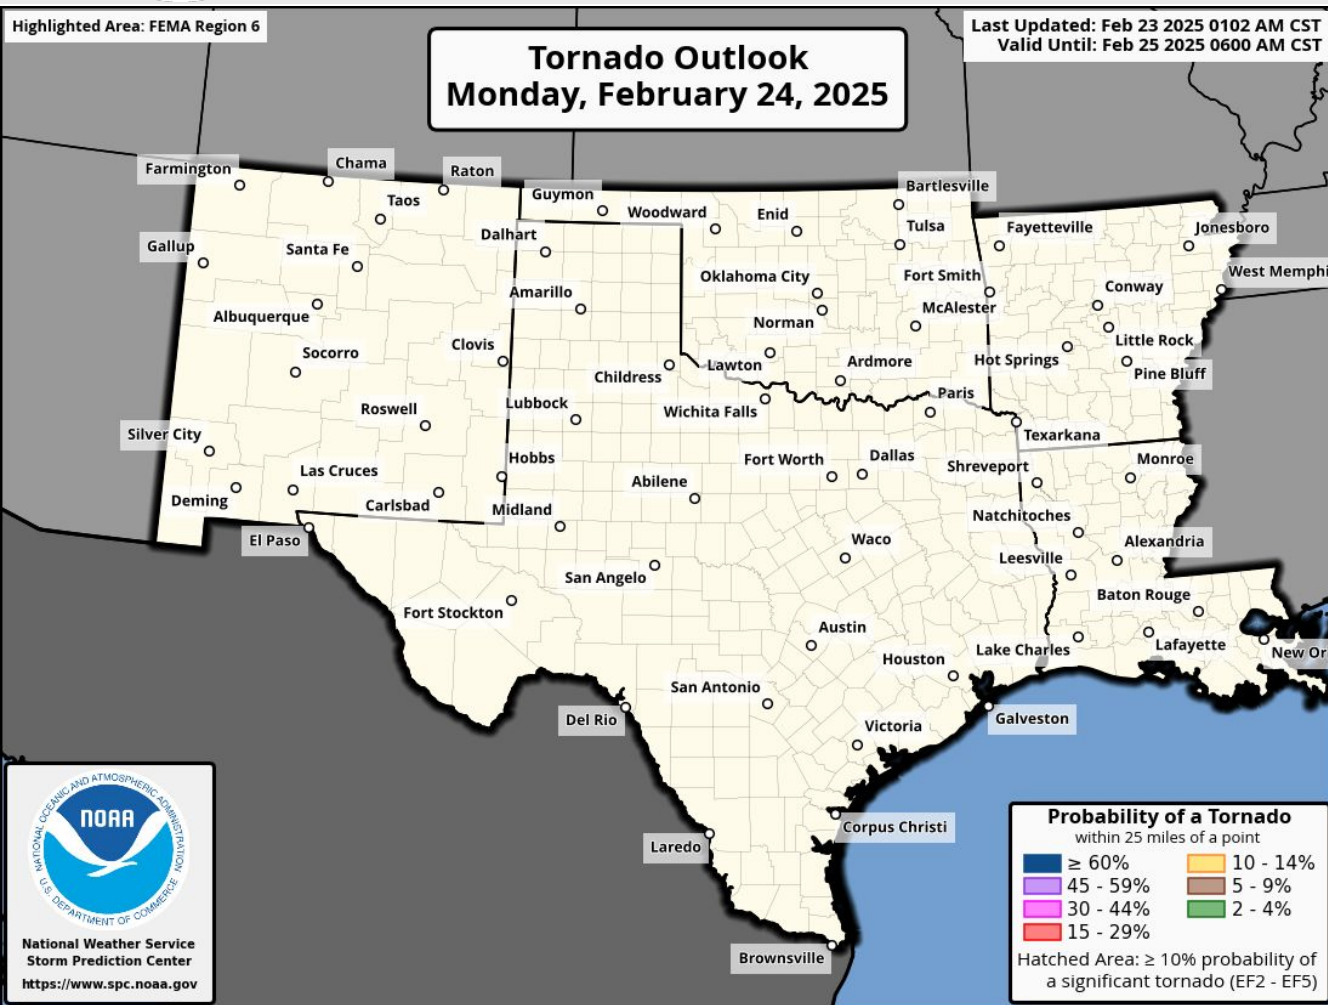 Highlighted Area: FEMA Region 6
Last Updated: Feb 23 2025 0102 AM CST
Valid Until: Feb 25 2025 0600 AM CST
Tornado Outlook
Monday, February 24, 2025
Farmington
Chama
Raton
Taos
Guymon
Woodward
Enid
Bartlesville
Tulsa
Fayetteville
Jonesboro
Gallup
Santa Fe
Dalhart
Oklahoma City
Fort Smith
West Memphi
Albuquerque
Amarillo
Norman
McAlester
Conway
Little Rock
Socorro
Clovis
Childress
Lawton
Ardmore
Hot Springs
Pine Bluff
Roswell
Lubbock
Wichita Falls
Paris
Texarkana
Silver City
Las Cruces
Hobbs
Abilene
Fort Worth
Dallas
Shreveport
Monroe
Deming
Carlsbad
Midland
Natchitoches
El Paso
San Angelo
Waco
Leesville
Alexandria
Fort Stockton
Austin
Baton Rouge
Houston
Lake Charles
Lafayette
New Or
San Antonio
Del Rio
Victoria
Galveston
Laredo
Corpus Christi
Brownsville
NATIONAL OCEANIC AND ATMOSPHERIC ADMINISTRATION
NOAA
U.S. DEPARTMENT OF COMMERCE
National Weather Service
Storm Prediction Center
https://www.spc.noaa.gov
Probability of a Tornado
within 25 miles of a point
≥ 60%
10 - 14%
45 - 59%
5 - 9%
30 - 44%
2 - 4%
15 - 29%
Hatched Area: ≥ 10% probability of
a significant tornado (EF2 - EF5)